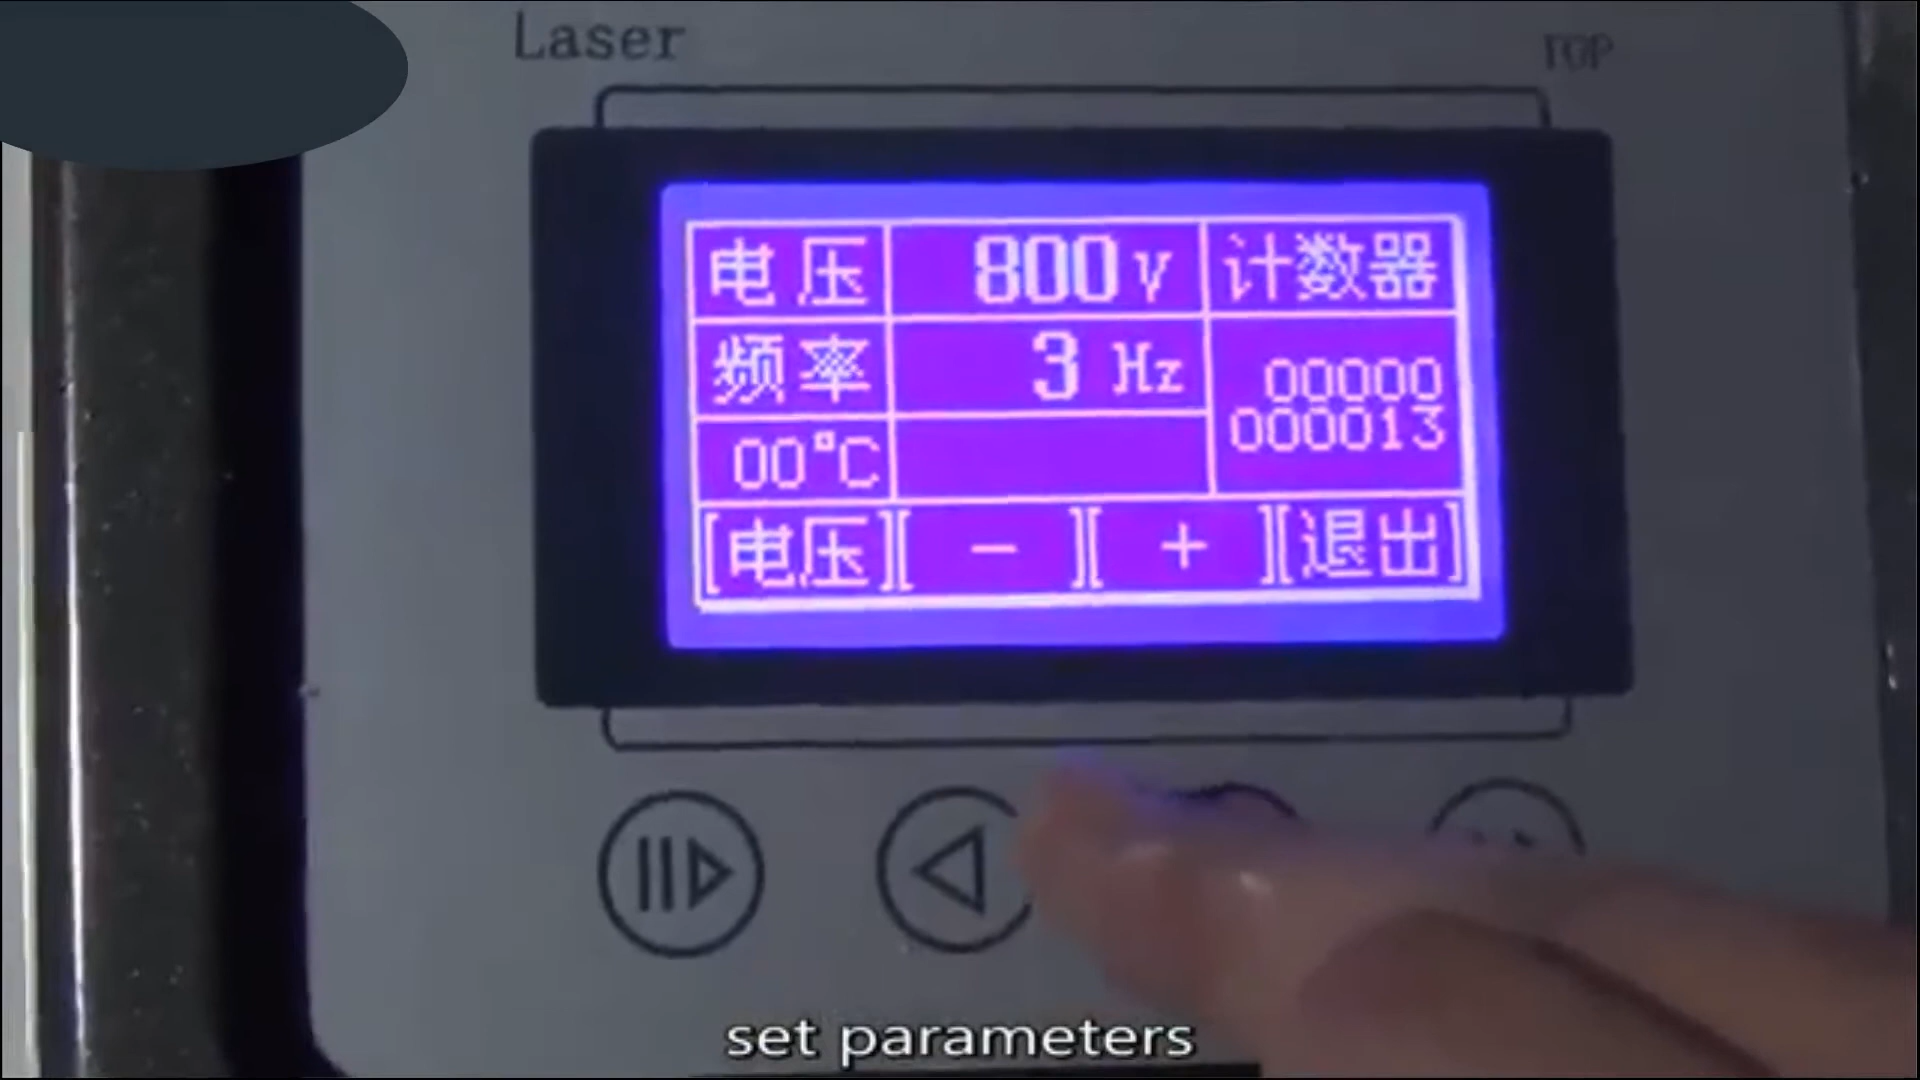 Laser
TOP
电压 800 V 计数器
频率 3 Hz 00000
000013
00°C
[电压][ - ][ + ][退出]
set parameters